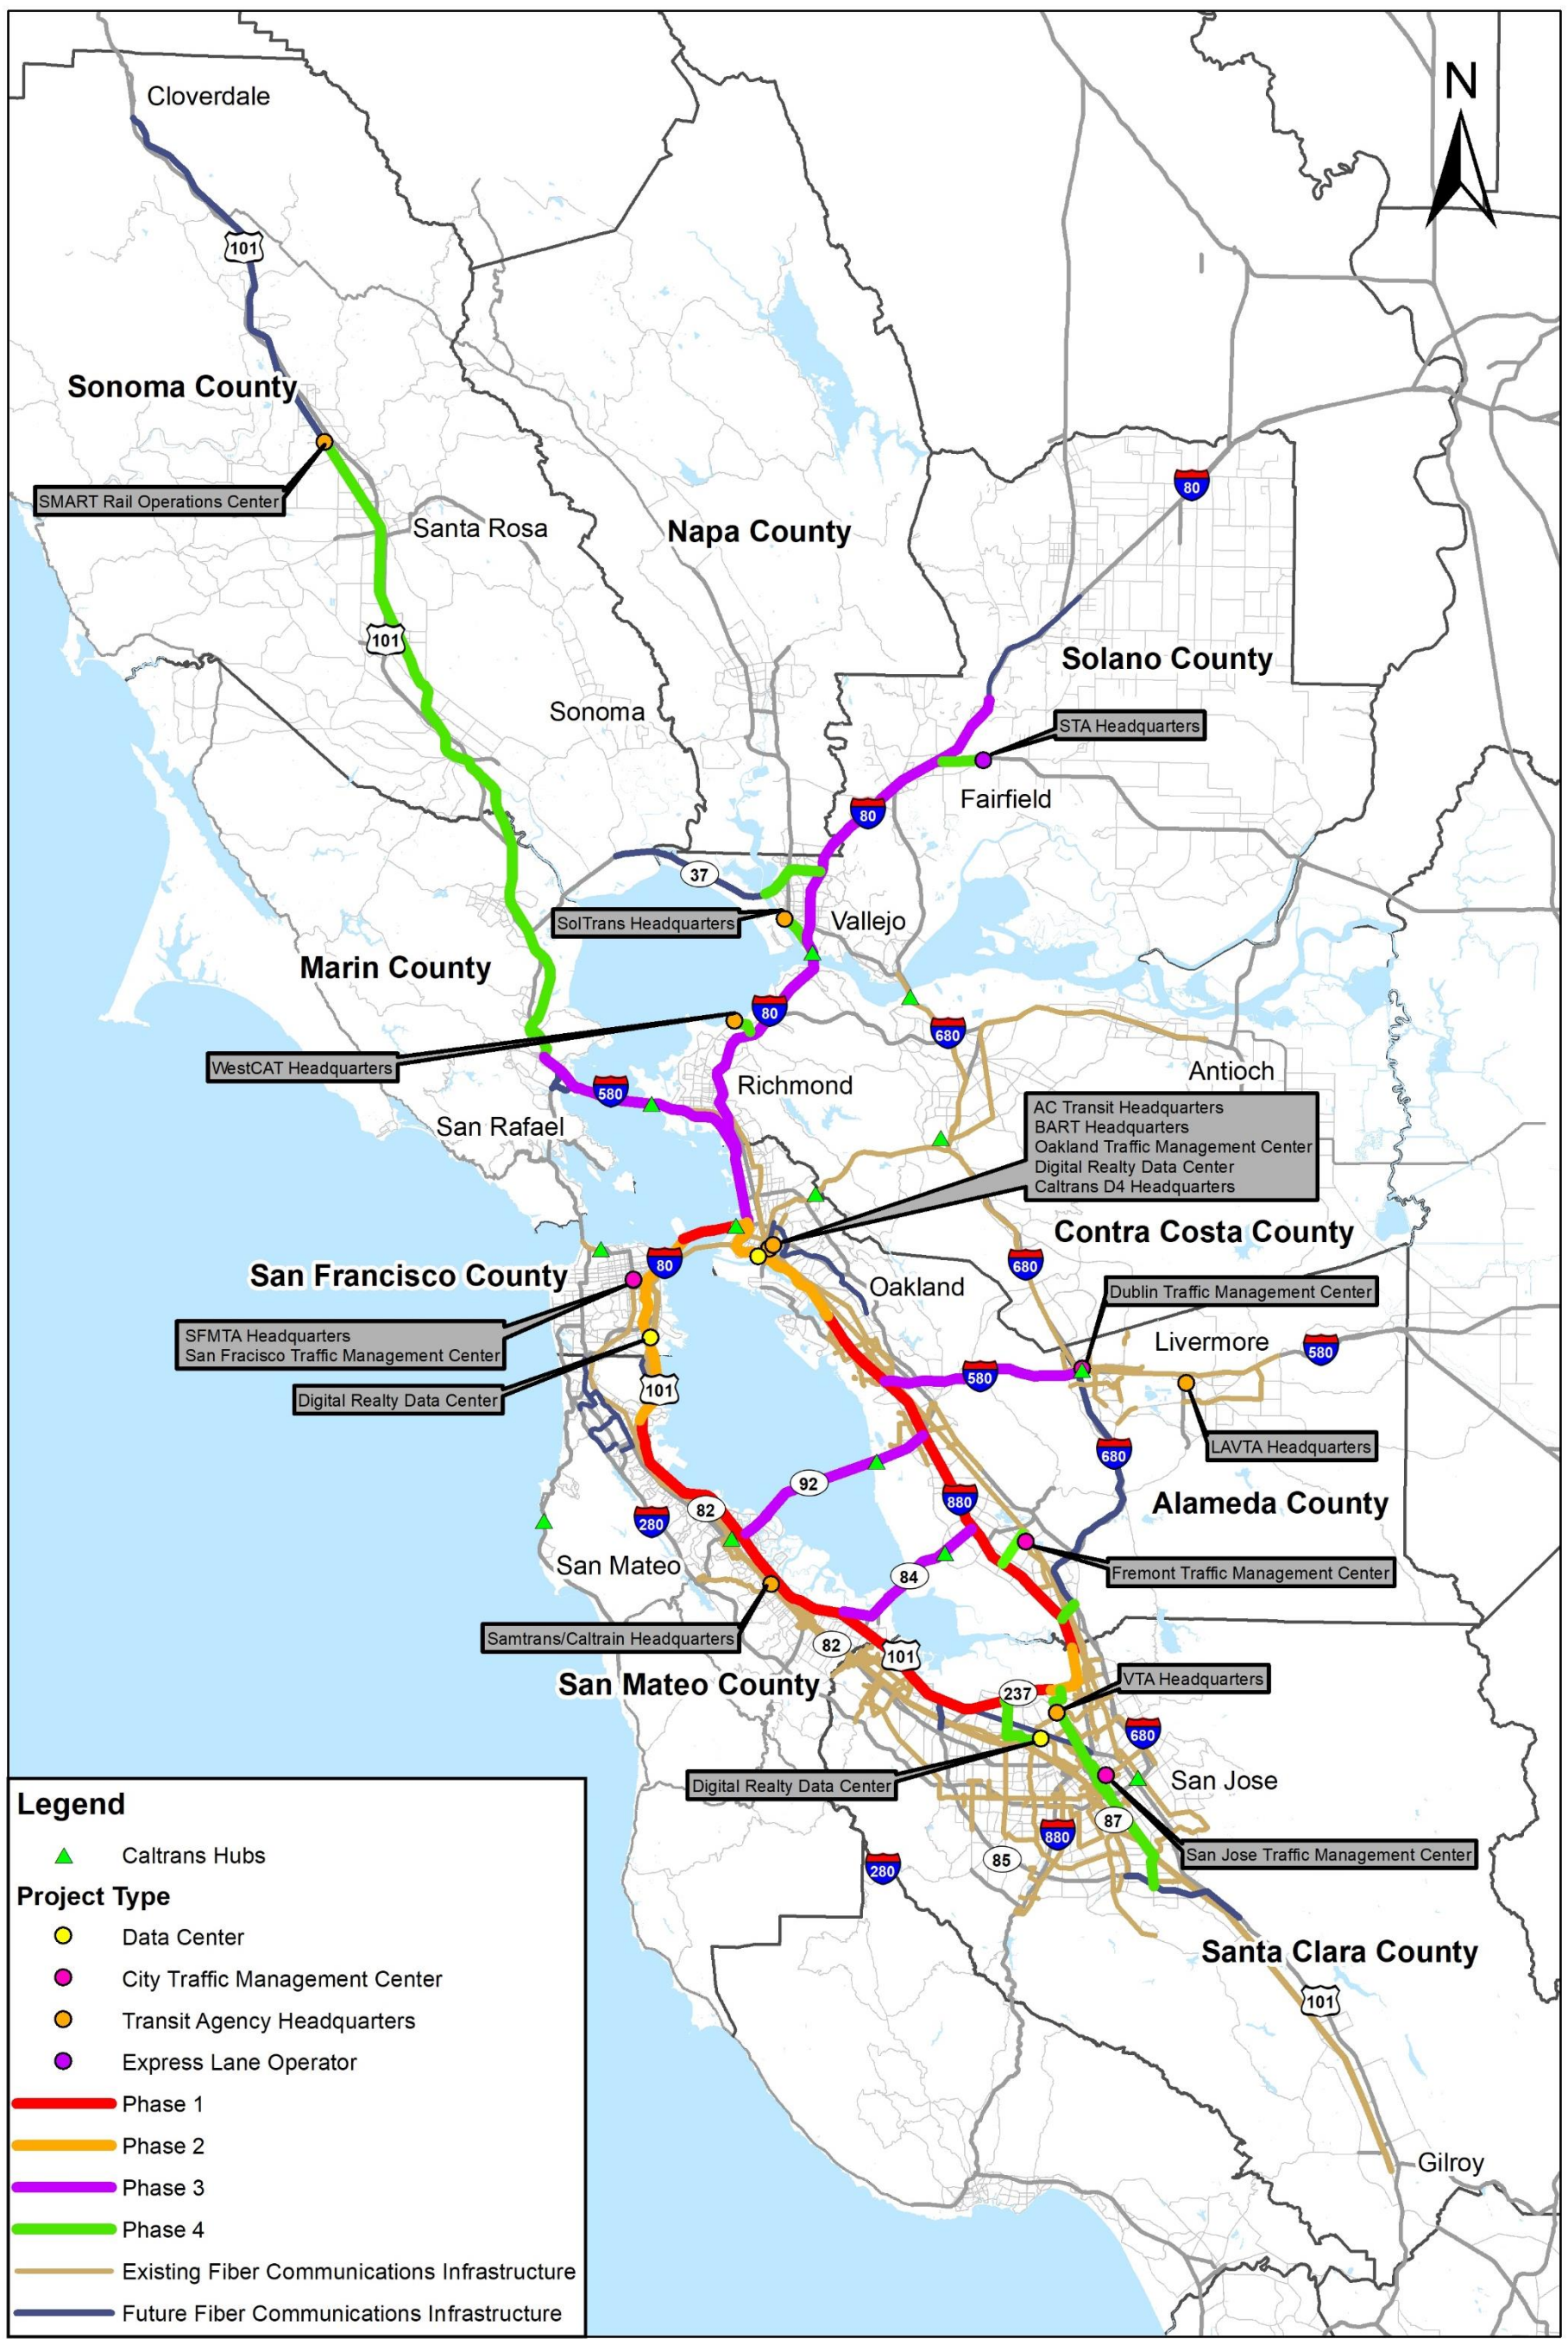 N
Cloverdale
101
Sonoma County
80
SMART Rail Operations Center
Santa Rosa
Napa County
101
Solano County
Sonoma
STA Headquarters
Fairfield
80
37
SolTrans Headquarters
Vallejo
Marin County
80
680
WestCAT Headquarters
Antioch
Richmond
580
San Rafael
AC Transit Headquarters
BART Headquarters
Oakland Traffic Management Center
Digital Realty Data Center
Caltrans D4 Headquarters
Contra Costa County
80
680
San Francisco County
Oakland
Dublin Traffic Management Center
SFMTA Headquarters
San Fracisco Traffic Management Center
Livermore
580
580
101
Digital Realty Data Center
LAVTA Headquarters
680
92
880
Alameda County
82
280
San Mateo
84
Fremont Traffic Management Center
Samtrans/Caltrain Headquarters
82
101
San Mateo County
VTA Headquarters
237
680
Digital Realty Data Center
San Jose
87
880
San Jose Traffic Management Center
85
280
Santa Clara County
101
Gilroy
Legend
Caltrans Hubs
Project Type
Data Center
City Traffic Management Center
Transit Agency Headquarters
Express Lane Operator
Phase 1
Phase 2
Phase 3
Phase 4
Existing Fiber Communications Infrastructure
Future Fiber Communications Infrastructure